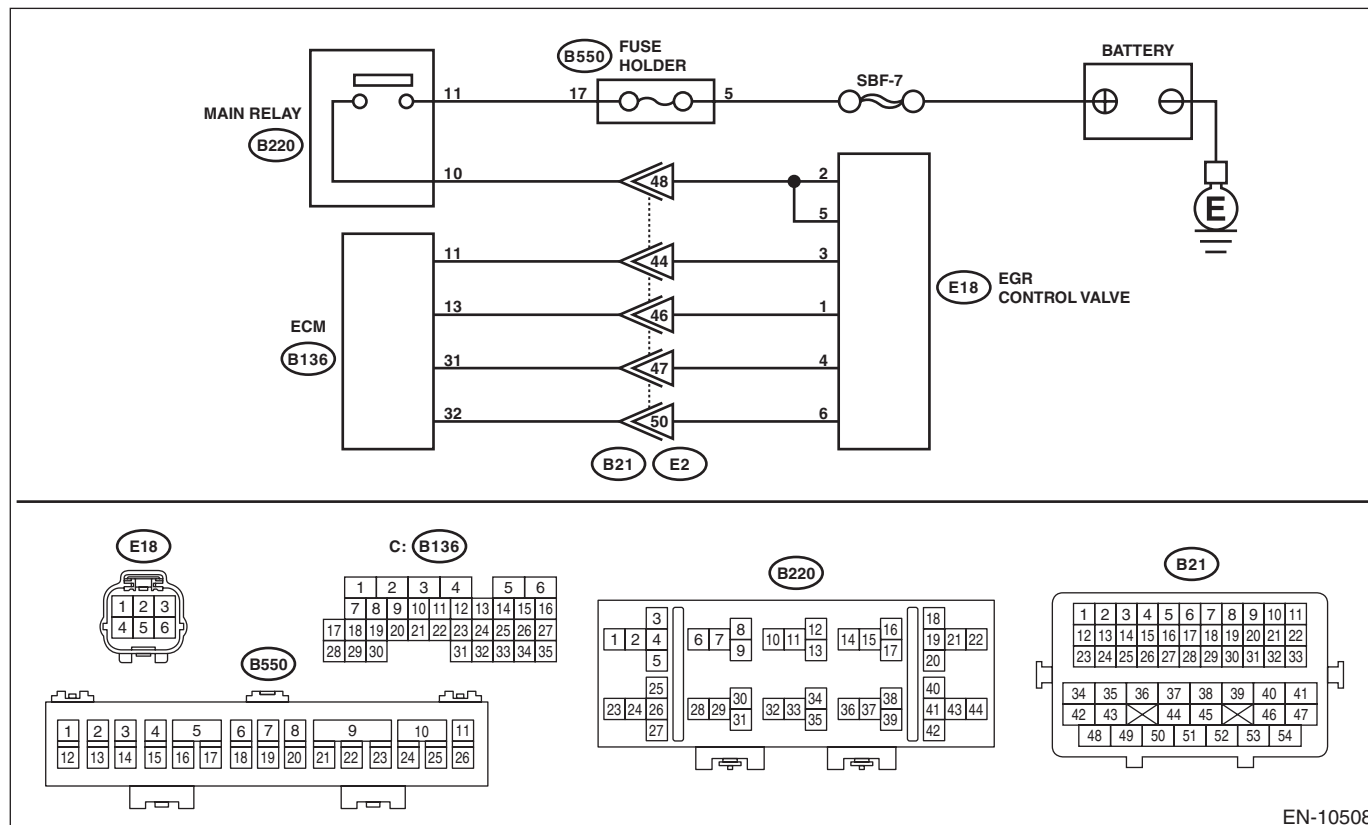 B550 FUSE HOLDER
SBF-7
BATTERY
MAIN RELAY
B220
11 17 5
10 48 2
5
11 44 3
13 46 1
31 47 4
32 50 6
ECM
B136
E18 EGR CONTROL VALVE
B21 E2
E
E18
1 2 3
4 5 6
C: B136
1 2 3 4 5 6
7 8 9 10 11 12 13 14 15 16
17 18 19 20 21 22 23 24 25 26 27
28 29 30 31 32 33 34 35
B550
1 2 3 4 5 6 7 8 9 10 11
12 13 14 15 16 17 18 19 20 21 22 23 24 25 26
B220
3 8 12 16 18
1 2 4 6 7 10 11 14 15 19 21 22
5 9 13 17 20
25 30 34 38 40
23 24 26 28 29 32 33 36 37 41 43 44
27 31 35 39 42
B21
1 2 3 4 5 6 7 8 9 10 11
12 13 14 15 16 17 18 19 20 21 22
23 24 25 26 27 28 29 30 31 32 33
34 35 36 37 38 39 40 41
42 43 44 45 46 47
48 49 50 51 52 53 54
EN-10508